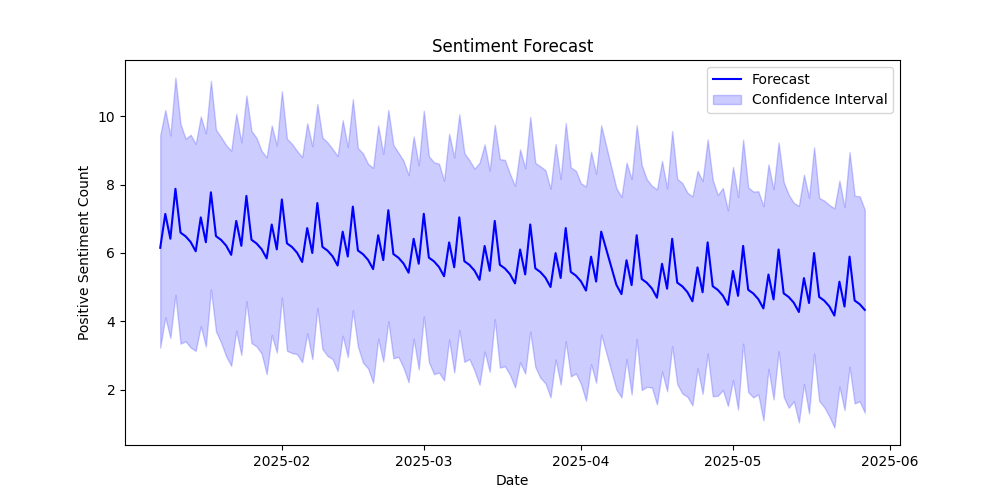 Sentiment Forecast
Forecast
Confidence Interval
Positive Sentiment Count
10
8
6
4
2
2025-02
2025-03
2025-04
2025-05
2025-06
Date